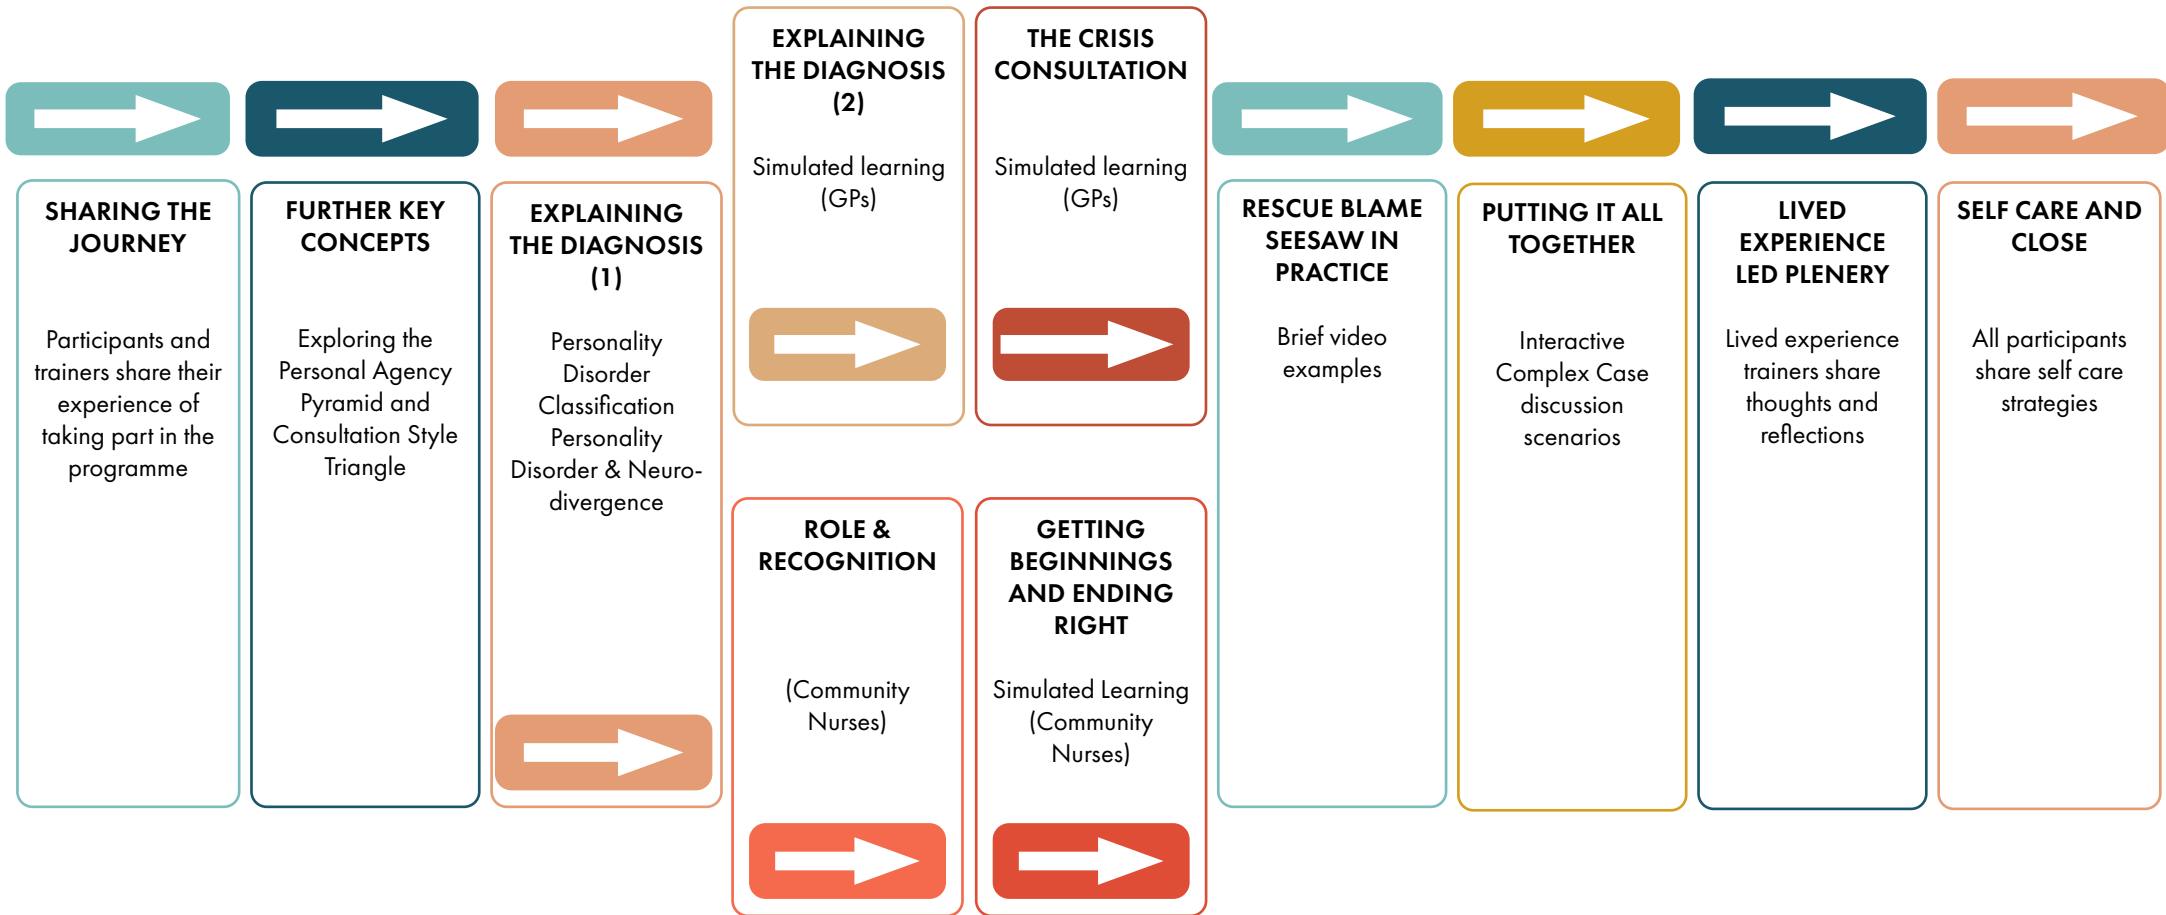 SHARING THE
JOURNEY
Participants and
trainers share their
experience of
taking part in the
programme
FURTHER KEY
CONCEPTS
Exploring the
Personal Agency
Pyramid and
Consultation Style
Triangle
EXPLAINING
THE DIAGNOSIS
(1)
Personality
Disorder
Classification
Personality
Disorder & Neuro-
divergence
EXPLAINING
THE DIAGNOSIS
(2)
Simulated learning
(GPs)
THE CRISIS
CONSULTATION
Simulated learning
(GPs)
ROLE &
RECOGNITION
(Community
Nurses)
GETTING
BEGINNINGS
AND ENDING
RIGHT
Simulated Learning
(Community
Nurses)
RESCUE BLAME
SEESAW IN
PRACTICE
Brief video
examples
PUTTING IT ALL
TOGETHER
Interactive
Complex Case
discussion
scenarios
LIVED
EXPERIENCE
LED PLENERY
Lived experience
trainers share
thoughts and
reflections
SELF CARE AND
CLOSE
All participants
share self care
strategies